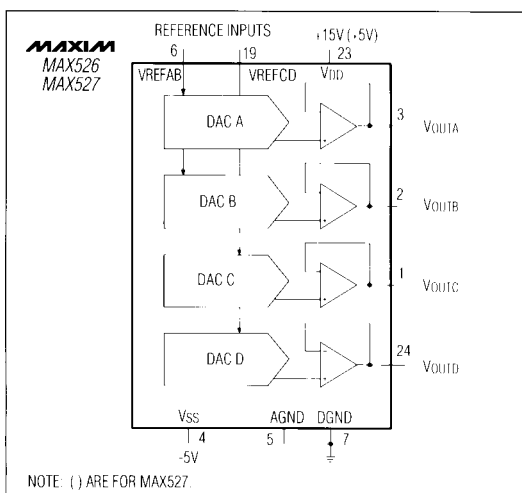 REFERENCE INPUTS
+15V (+5V)
MAXIM
MAX526
MAX527
6
19
23
VREFAB
VREFCD
VDD
DAC A
3
VOUTA
DAC B
2
VOUTB
DAC C
1
VOUTC
DAC D
24
VOUTD
VSS
AGND
DGND
4
5
7
-5V
NOTE: ( ) ARE FOR MAX527.